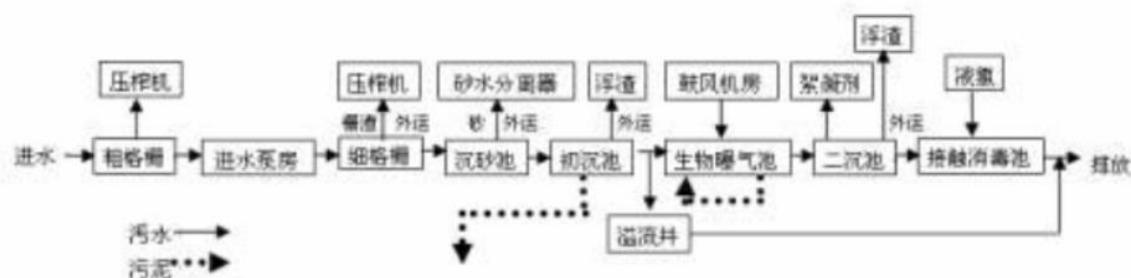 浮渣
压榨机
压榨机
砂水分离器
浮渣
鼓风机房
絮凝剂
液氯
栅渣
外运
砂
外运
外运
外运
进水
粗格栅
进水泵房
细格栅
沉砂池
初沉池
生物曝气池
二沉池
接触消毒池
排放
溢流井
污水
污泥